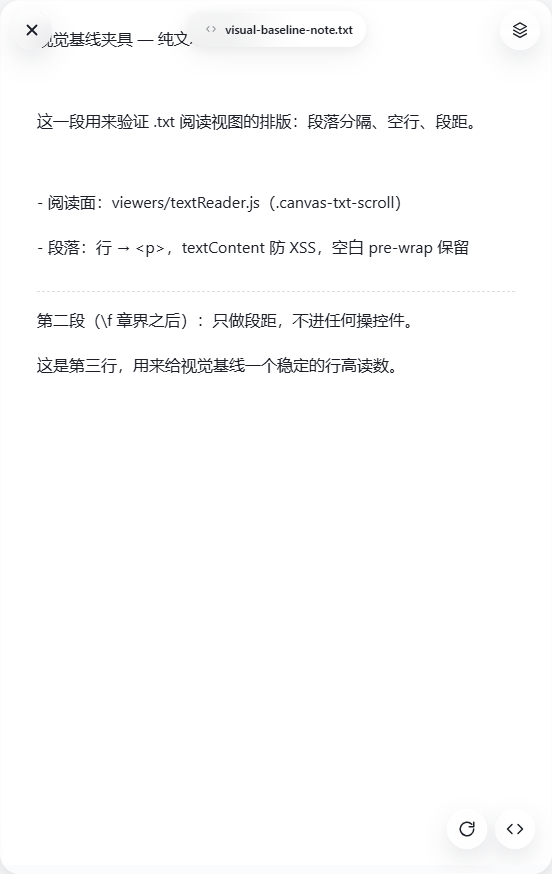 visual-baseline-note.txt
视觉基线夹具 — 纯文
这一段用来验证 .txt 阅读视图的排版：段落分隔、空行、段距。
- 阅读面：viewers/textReader.js（.canvas-txt-scroll）
- 段落：行 → <p>，textContent 防 XSS，空白 pre-wrap 保留
第二段（\f 章界之后）：只做段距，不进任何操控件。
这是第三行，用来给视觉基线一个稳定的行高读数。